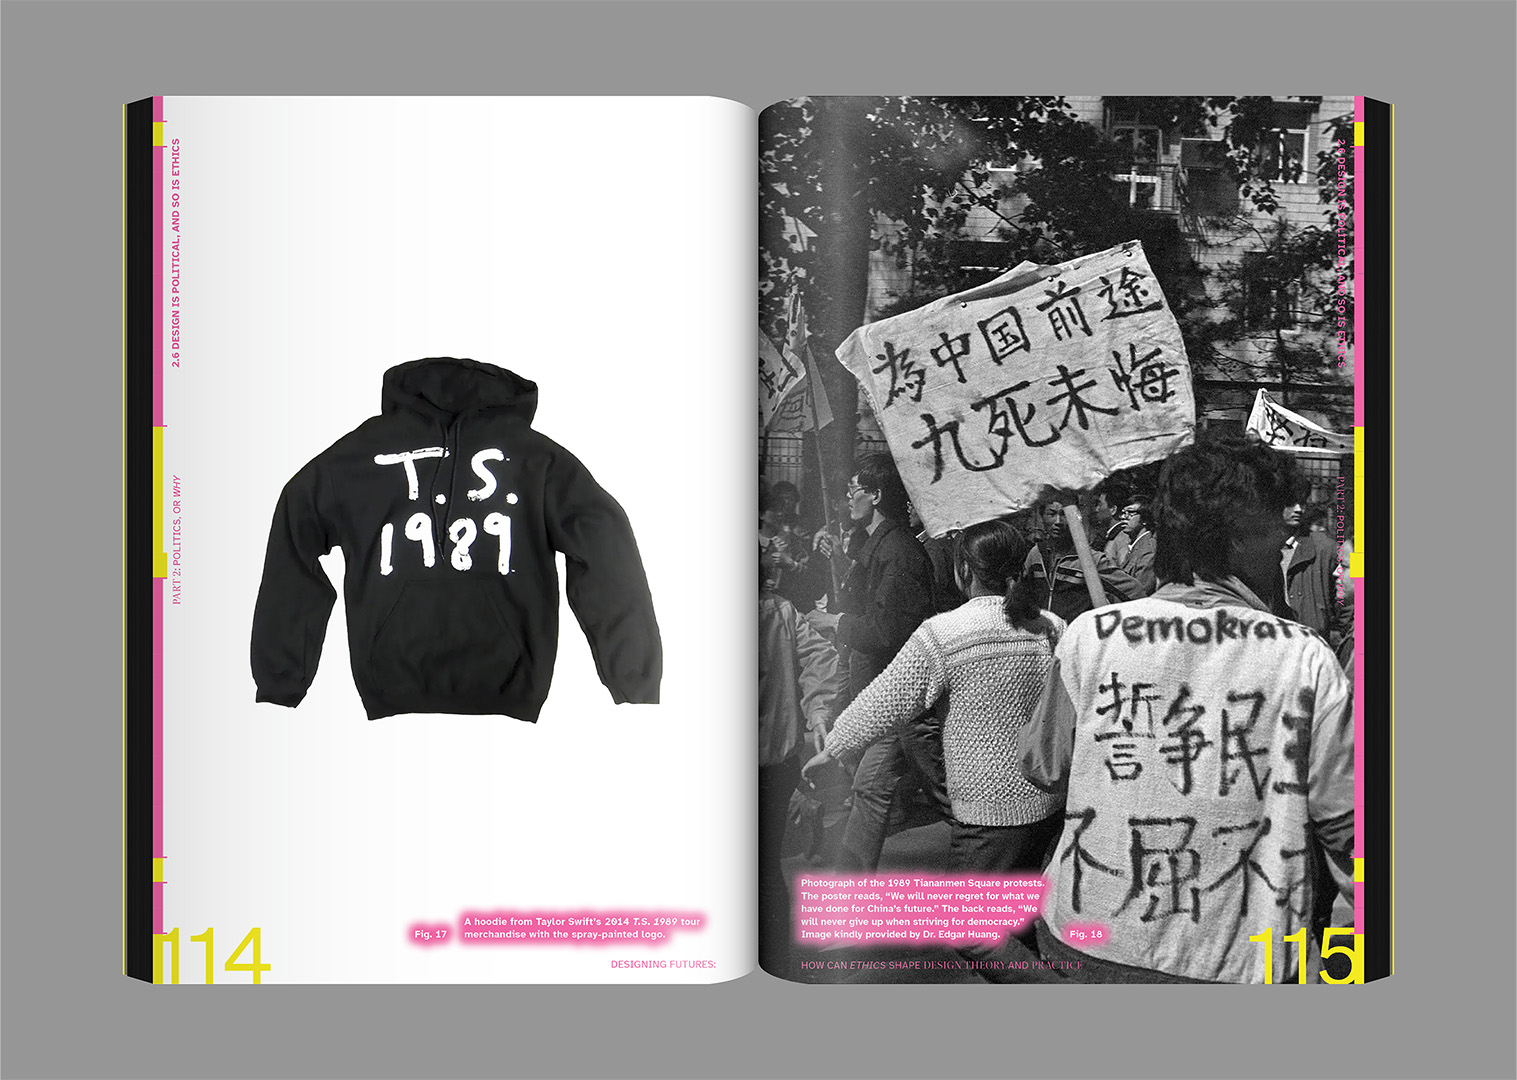 2.6 DESIGN IS POLITICAL, AND SO IS ETHICS
PART 2: POLITICS, OR WHY
T.S.
1989
Fig. 17
A hoodie from Taylor Swift's 2014 T.S. 1989 tour
merchandise with the spray-painted logo.
114
DESIGNING FUTURES:
為中国前途
九死未悔
Demokrat
誓争民主
不屈不
Photograph of the 1989 Tiananmen Square protests.
The poster reads, “We will never regret for what we
have done for China's future.” The back reads, “We
will never give up when striving for democracy.”
Image kindly provided by Dr. Edgar Huang.
Fig. 18
HOW CAN ETHICS SHAPE DESIGN THEORY AND PRACTICE
115
2.6 DESIGN IS POLITICAL, AND SO IS ETHICS
PART 2: POLITICS, OR WHY